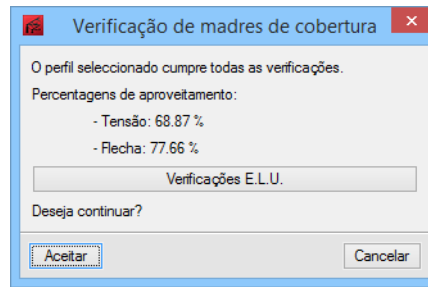 Verificação de madres de cobertura
O perfil seleccionado cumpre todas as verificações.
Percentagens de aproveitamento:
- Tensão: 68.87 %
- Flecha: 77.66 %
Verificações E.L.U.
Deseja continuar?
Aceitar
Cancelar